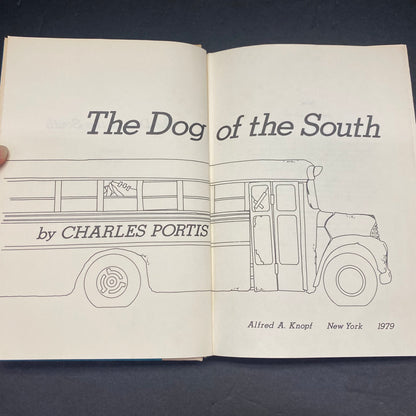 The Dog of the South
by CHARLES PORTIS
Alfred A. Knopf New York 1979